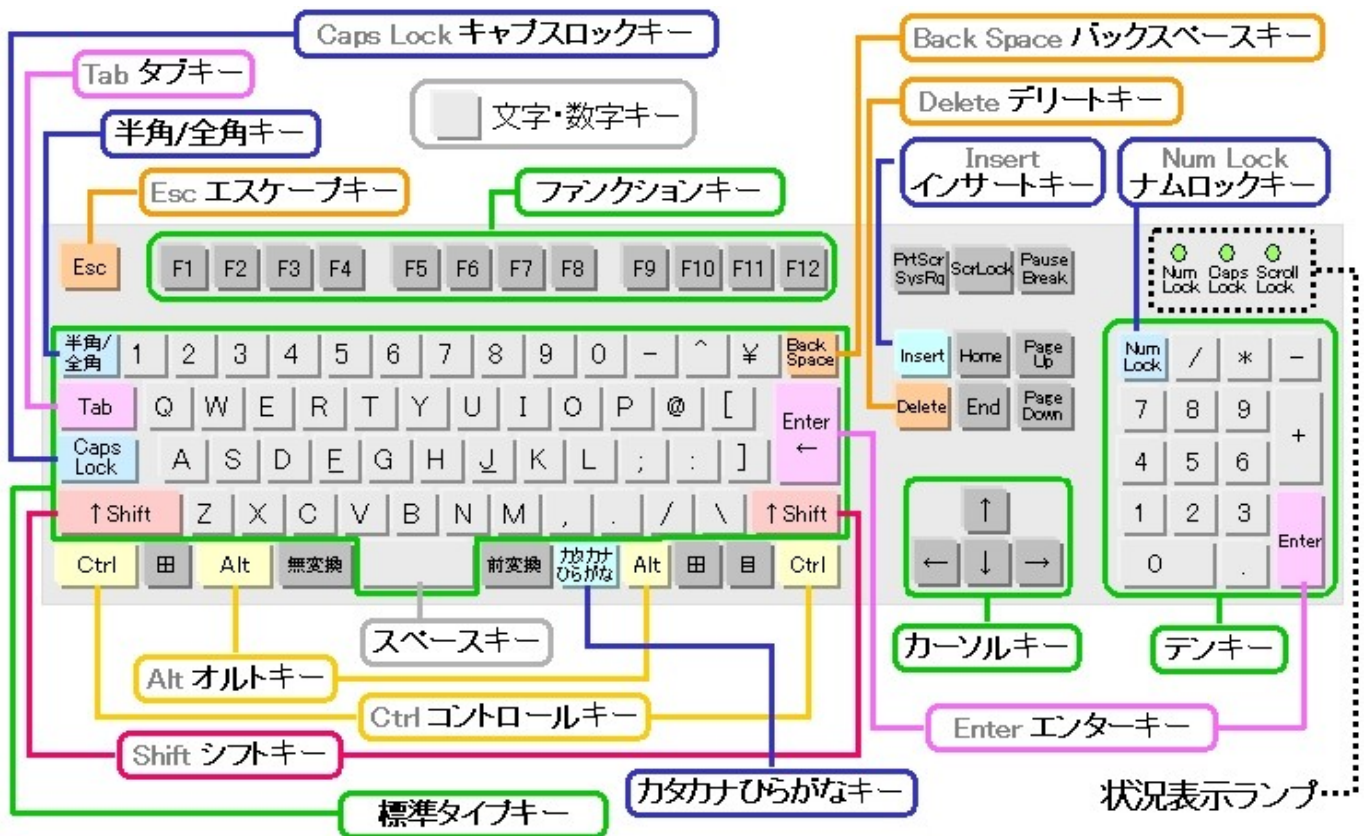 Caps Lock キャプスロックキー
Back Space バックスペースキー
Tab タブキー
文字・数字キー
Delete デリートキー
半角/全角キー
Insert
インサートキー
Num Lock
ナムロックキー
Esc エスケープキー
ファンクションキー
Esc F1 F2 F3 F4 F5 F6 F7 F8 F9 F10 F11 F12
PrtScr
SysRq
ScrLock
Pause
Break
Num
Lock
Caps
Lock
Scroll
Lock
半角/
全角
1 2 3 4 5 6 7 8 9 0 - ^ ¥
Back
Space
Insert Home
Page
Up
Num
Lock
/ * -
Tab Q W E R T Y U I O P @ [
Enter
←
Delete End
Page
Down
7 8 9
+
Caps
Lock
A S D F G H J K L ; : ]
4 5 6
↑Shift Z X C V B N M , . / \ ↑Shift
↑
1 2 3
Enter
Ctrl 田 Alt 無変換
前変換
カタカナ
ひらがな
Alt 田 目 Ctrl
← ↓ →
0 .
スペースキー
カーソルキー
テンキー
Alt オルトキー
Ctrl コントロールキー
Enter エンターキー
Shift シフトキー
カタカナひらがなキー
状況表示ランプ
標準タイプキー